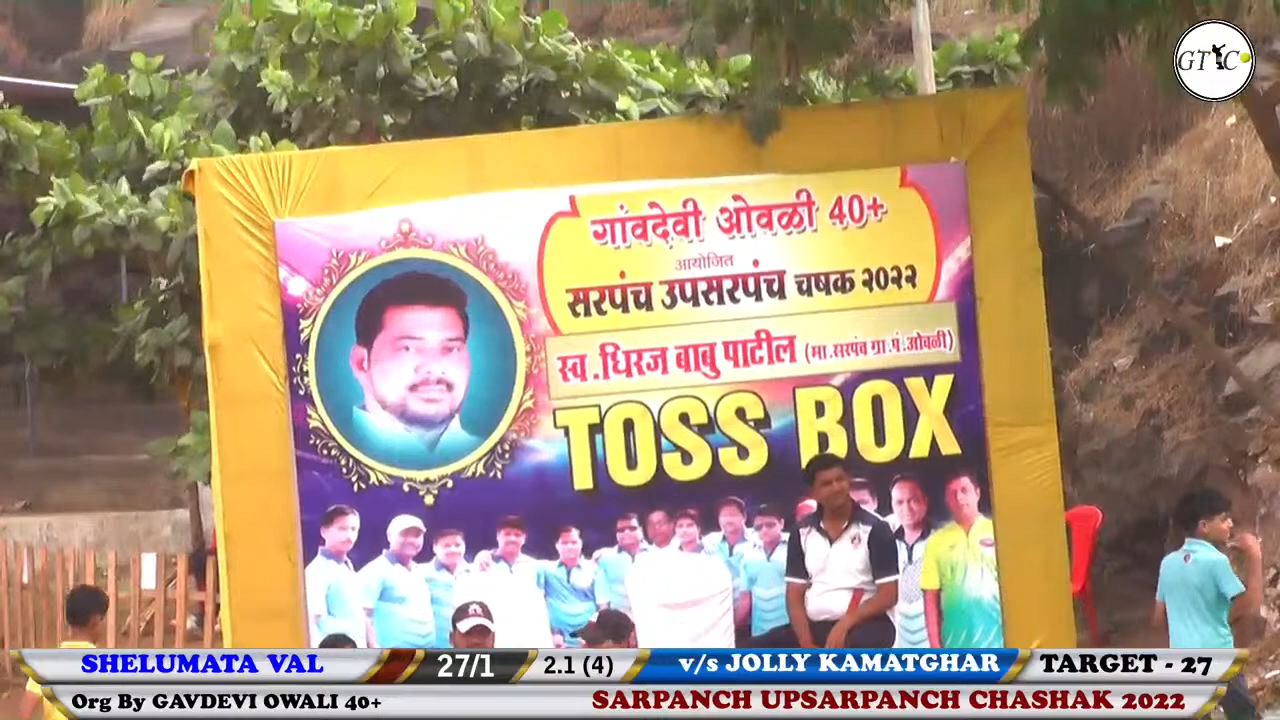 GTC
गांवदेवी ओवळी 40+
आयोजित
सरपंच उपसरपंच चषक २०२२
स्व.धिरज बाबु पाटील (मा.सरपंच ग्रा.पं.ओवळी)
TOSS BOX
SHELUMATA VAL 27/1 2.1 (4) v/s JOLLY KAMATGHAR TARGET - 27
Org By GAVDEVI OWALI 40+ SARPANCH UPSARPANCH CHASHAK 2022